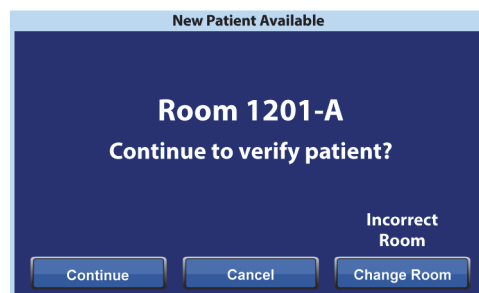 New Patient Available
Room 1201-A
Continue to verify patient?
Incorrect
Room
Continue
Cancel
Change Room